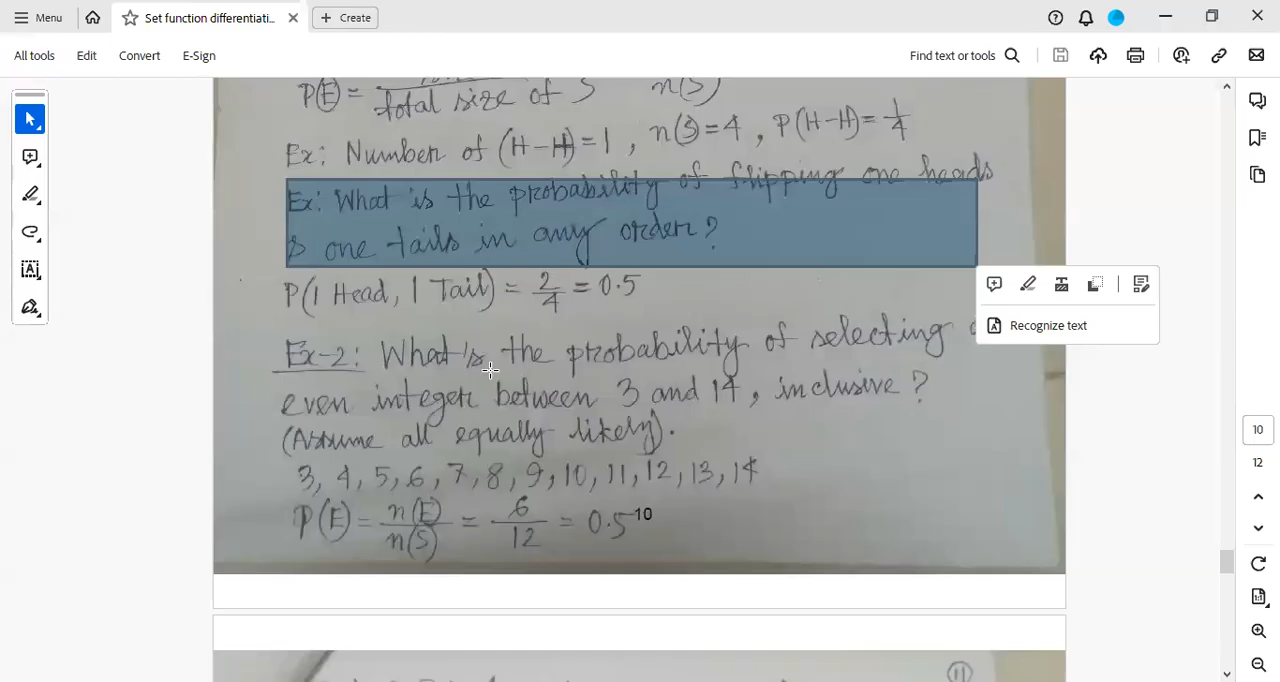 Menu
Set function differentiati...
Create
All tools
Edit
Convert
E-Sign
Find text or tools
P(E) = total size of S n(S)
Ex: Number of (H-H) = 1, n(S) = 4, P(H-H) = 1/4
Ex: What is the probability of flipping one heads
& one tails in any order?
P(1 Head, 1 Tail) = 2/4 = 0.5
Recognize text
Ex-2: What's the probability of selecting
even integer between 3 and 14, inclusive?
(Assume all equally likely).
3, 4, 5, 6, 7, 8, 9, 10, 11, 12, 13, 14
P(E) = n(E)/n(S) = 6/12 = 0.5
10
11
10
12
1:1